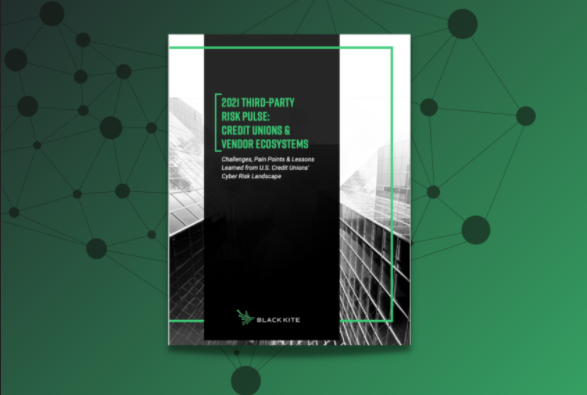 2021 THIRD-PARTY
RISK PULSE:
CREDIT UNIONS &
VENDOR ECOSYSTEMS
Challenges, Pain Points & Lessons
Learned from U.S. Credit Unions'
Cyber Risk Landscape
BLACK KITE